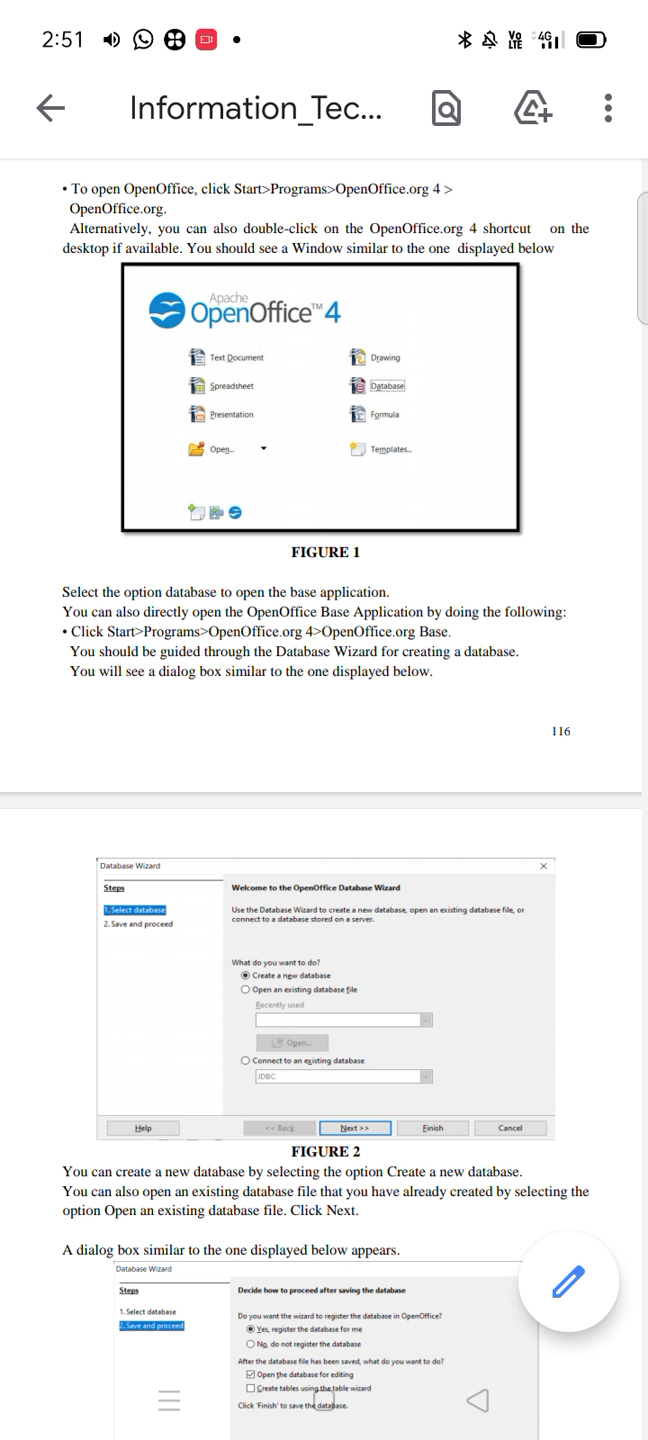 2:51
Vo LTE 4G
Information_Tec...
• To open OpenOffice, click Start>Programs>OpenOffice.org 4 >
OpenOffice.org.
Alternatively, you can also double-click on the OpenOffice.org 4 shortcut on the
desktop if available. You should see a Window similar to the one displayed below
Apache
OpenOffice™ 4
Text Document
Drawing
Spreadsheet
Database
Presentation
Formula
Open...
Templates...
FIGURE 1
Select the option database to open the base application.
You can also directly open the OpenOffice Base Application by doing the following:
• Click Start>Programs>OpenOffice.org 4>OpenOffice.org Base.
You should be guided through the Database Wizard for creating a database.
You will see a dialog box similar to the one displayed below.
116
Database Wizard
Steps
1. Select database
2. Save and proceed
Welcome to the OpenOffice Database Wizard
Use the Database Wizard to create a new database, open an existing database file, or
connect to a database stored on a server.
What do you want to do?
Create a new database
Open an existing database file
Recently used
Open...
Connect to an existing database
JDBC
Help
<< Back
Next >>
Finish
Cancel
FIGURE 2
You can create a new database by selecting the option Create a new database.
You can also open an existing database file that you have already created by selecting the
option Open an existing database file. Click Next.
A dialog box similar to the one displayed below appears.
Database Wizard
Steps
1. Select database
2. Save and proceed
Decide how to proceed after saving the database
Do you want the wizard to register the database in OpenOffice?
Yes, register the database for me
No, do not register the database
After the database file has been saved, what do you want to do?
Open the database for editing
Create tables using the table wizard
Click 'Finish' to save the database.